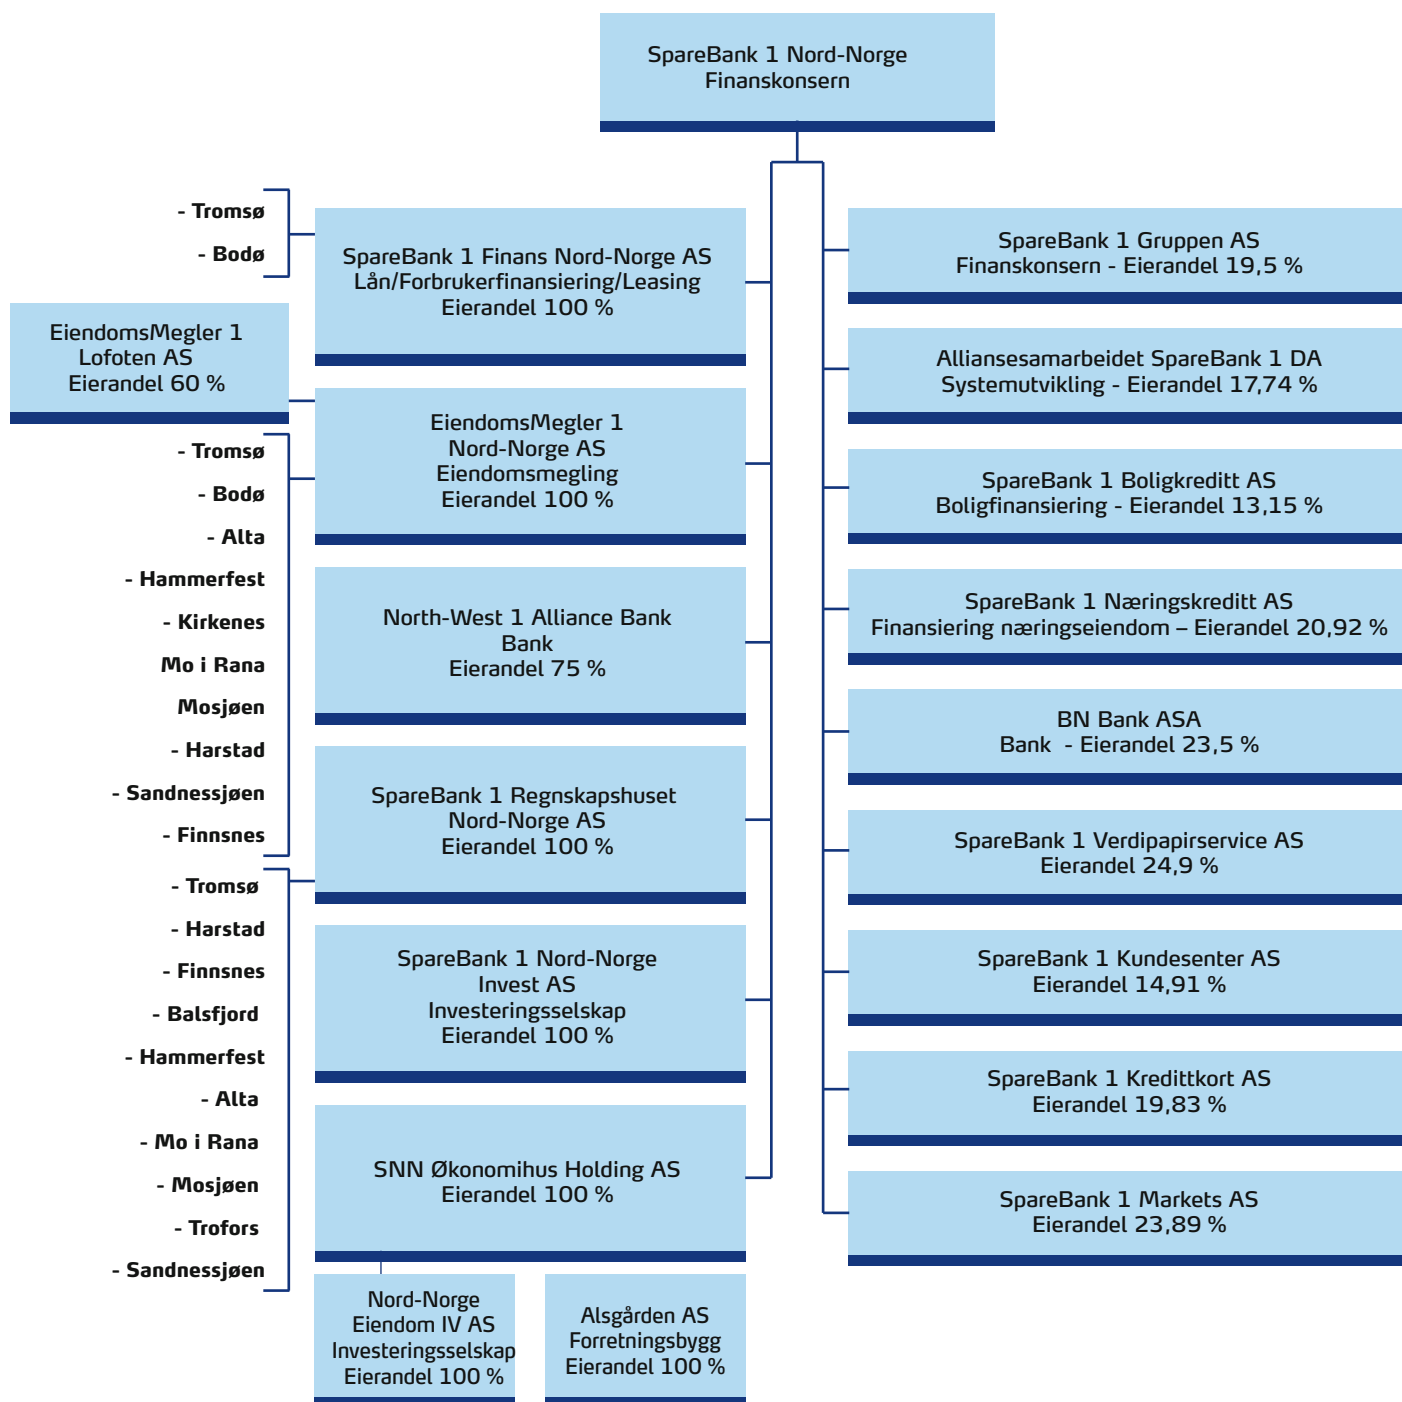 SpareBank 1 Nord-Norge
Finanskonsern
- Tromsø
- Bodø
SpareBank 1 Finans Nord-Norge AS
Lån/Forbrukerfinansiering/Leasing
Eierandel 100 %
EiendomsMegler 1
Lofoten AS
Eierandel 60 %
EiendomsMegler 1
Nord-Norge AS
Eiendomsmegling
Eierandel 100 %
- Tromsø
- Bodø
- Alta
- Hammerfest
- Kirkenes
Mo i Rana
Mosjøen
- Harstad
- Sandnessjøen
- Finnsnes
North-West 1 Alliance Bank
Bank
Eierandel 75 %
SpareBank 1 Regnskapshuset
Nord-Norge AS
Eierandel 100 %
- Tromsø
- Harstad
- Finnsnes
- Balsfjord
- Hammerfest
- Alta
- Mo i Rana
- Mosjøen
- Trofors
- Sandnessjøen
SpareBank 1 Nord-Norge
Invest AS
Investeringsselskap
Eierandel 100 %
SNN Økonomihus Holding AS
Eierandel 100 %
Nord-Norge
Eiendom IV AS
Investeringsselskap
Eierandel 100 %
Alsgården AS
Forretningsbygg
Eierandel 100 %
SpareBank 1 Gruppen AS
Finanskonsern - Eierandel 19,5 %
Alliansesamarbeidet SpareBank 1 DA
Systemutvikling - Eierandel 17,74 %
SpareBank 1 Boligkreditt AS
Boligfinansiering - Eierandel 13,15 %
SpareBank 1 Næringskreditt AS
Finansiering næringseiendom – Eierandel 20,92 %
BN Bank ASA
Bank  - Eierandel 23,5 %
SpareBank 1 Verdipapirservice AS
Eierandel 24,9 %
SpareBank 1 Kundesenter AS
Eierandel 14,91 %
SpareBank 1 Kredittkort AS
Eierandel 19,83 %
SpareBank 1 Markets AS
Eierandel 23,89 %